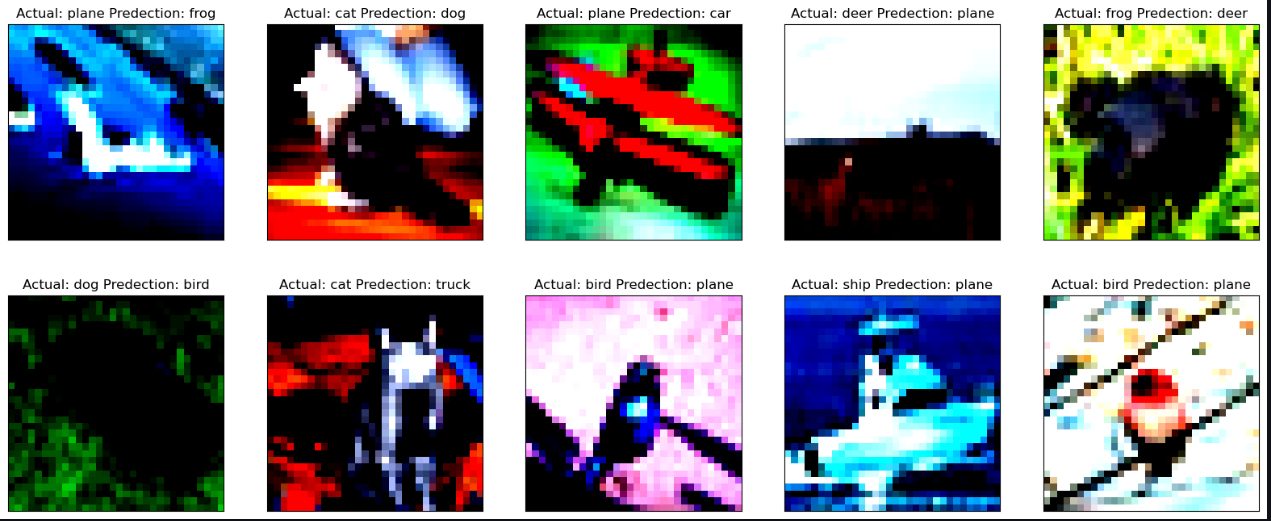 Actual: plane Predection: frog
Actual: cat Predection: dog
Actual: plane Predection: car
Actual: deer Predection: plane
Actual: frog Predection: deer
Actual: dog Predection: bird
Actual: cat Predection: truck
Actual: bird Predection: plane
Actual: ship Predection: plane
Actual: bird Predection: plane